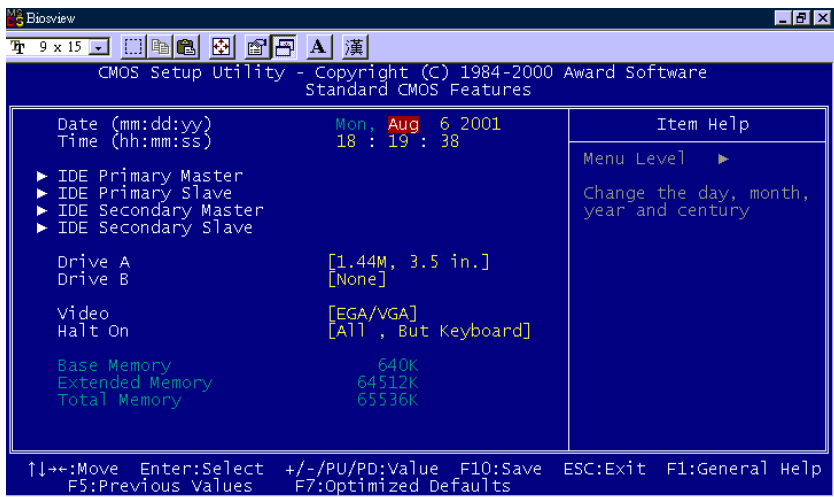 Biosview
9 x 15 A 漢
CMOS Setup Utility - Copyright (C) 1984-2000 Award Software
Standard CMOS Features
Date (mm:dd:yy) Mon, Aug 6 2001
Time (hh:mm:ss) 18 : 19 : 38
▶ IDE Primary Master
▶ IDE Primary Slave
▶ IDE Secondary Master
▶ IDE Secondary Slave
Drive A [1.44M, 3.5 in.]
Drive B [None]
Video [EGA/VGA]
Halt On [All , But Keyboard]
Base Memory 640K
Extended Memory 64512K
Total Memory 65536K
Item Help
Menu Level ▶
Change the day, month,
year and century
↑↓→←:Move Enter:Select +/-/PU/PD:Value F10:Save ESC:Exit F1:General Help
F5:Previous Values F7:Optimized Defaults